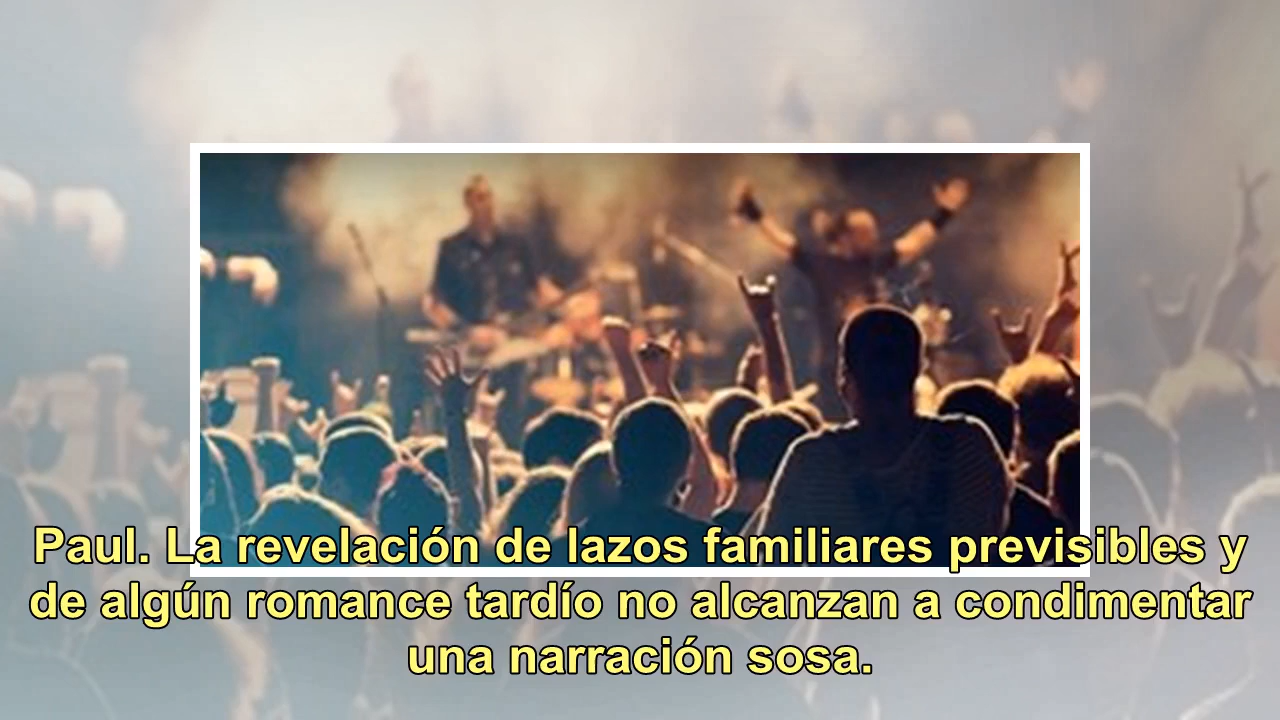 Paul. La revelación de lazos familiares previsibles y
de algún romance tardío no alcanzan a condimentar
una narración sosa.